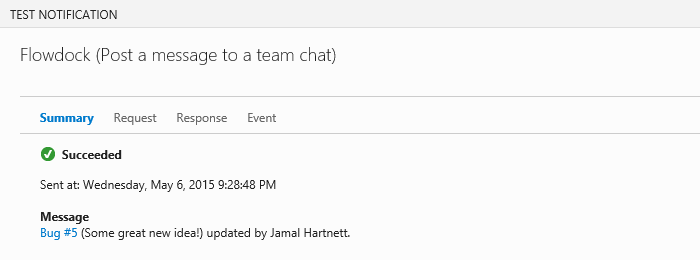 TEST NOTIFICATION
Flowdock (Post a message to a team chat)
Summary Request Response Event
Succeeded
Sent at: Wednesday, May 6, 2015 9:28:48 PM
Message
Bug #5 (Some great new idea!) updated by Jamal Hartnett.